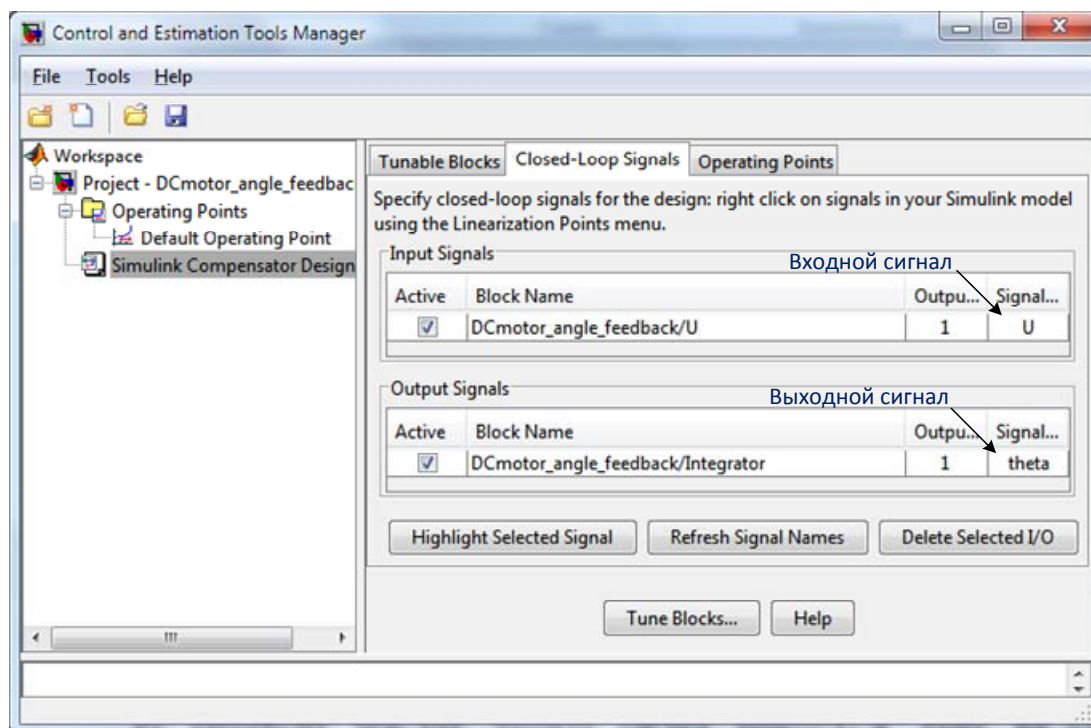 Control and Estimation Tools Manager
File Tools Help
Workspace
Project - DCmotor_angle_feedbac
Operating Points
Default Operating Point
Simulink Compensator Design
Tunable Blocks Closed-Loop Signals Operating Points
Specify closed-loop signals for the design: right click on signals in your Simulink model
using the Linearization Points menu.
Input Signals
Входной сигнал
Active Block Name Outpu... Signal...
DCmotor_angle_feedback/U 1 U
Output Signals
Выходной сигнал
Active Block Name Outpu... Signal...
DCmotor_angle_feedback/Integrator 1 theta
Highlight Selected Signal Refresh Signal Names Delete Selected I/O
Tune Blocks... Help